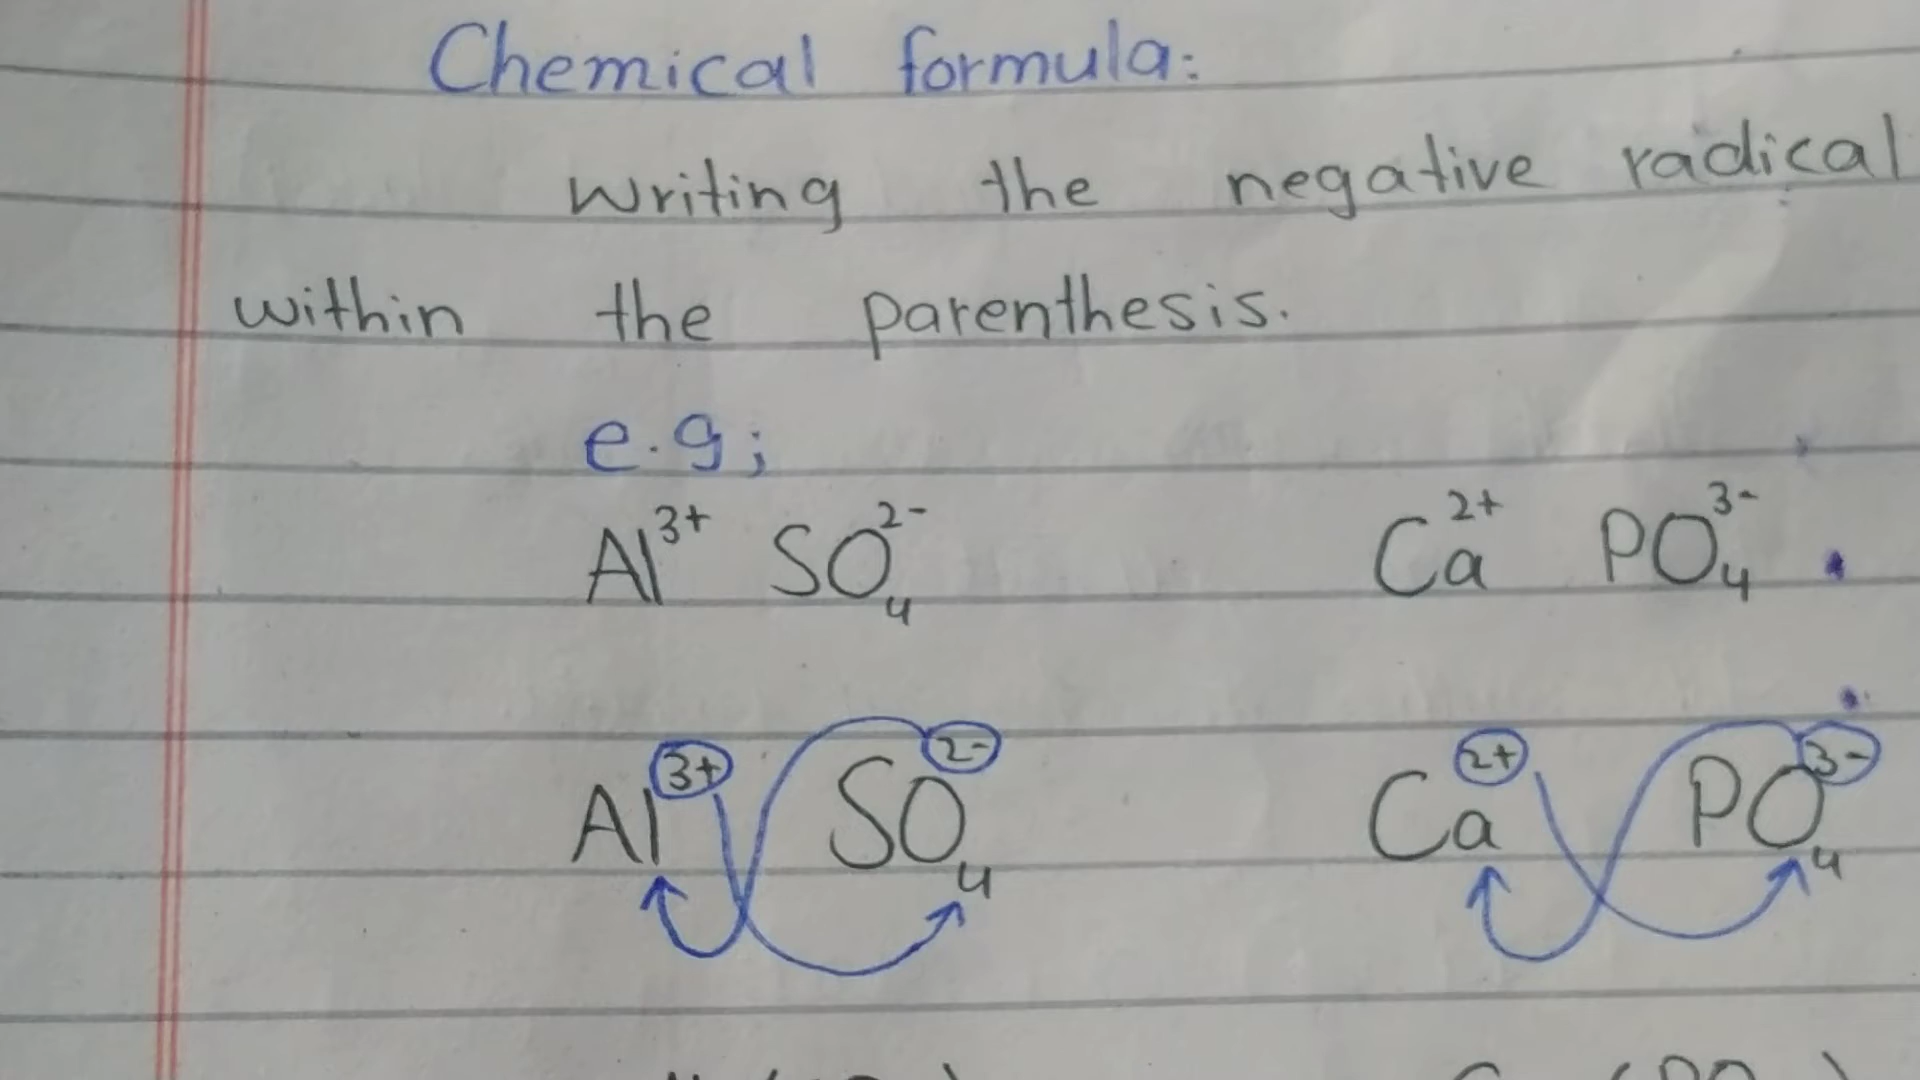 Chemical formula:
Writing the negative radical
within the parenthesis.
e.g;
Al³⁺ SO₄²⁻ Ca²⁺ PO₄³⁻
Al³⁺ SO₄²⁻ Ca²⁺ PO₄³⁻